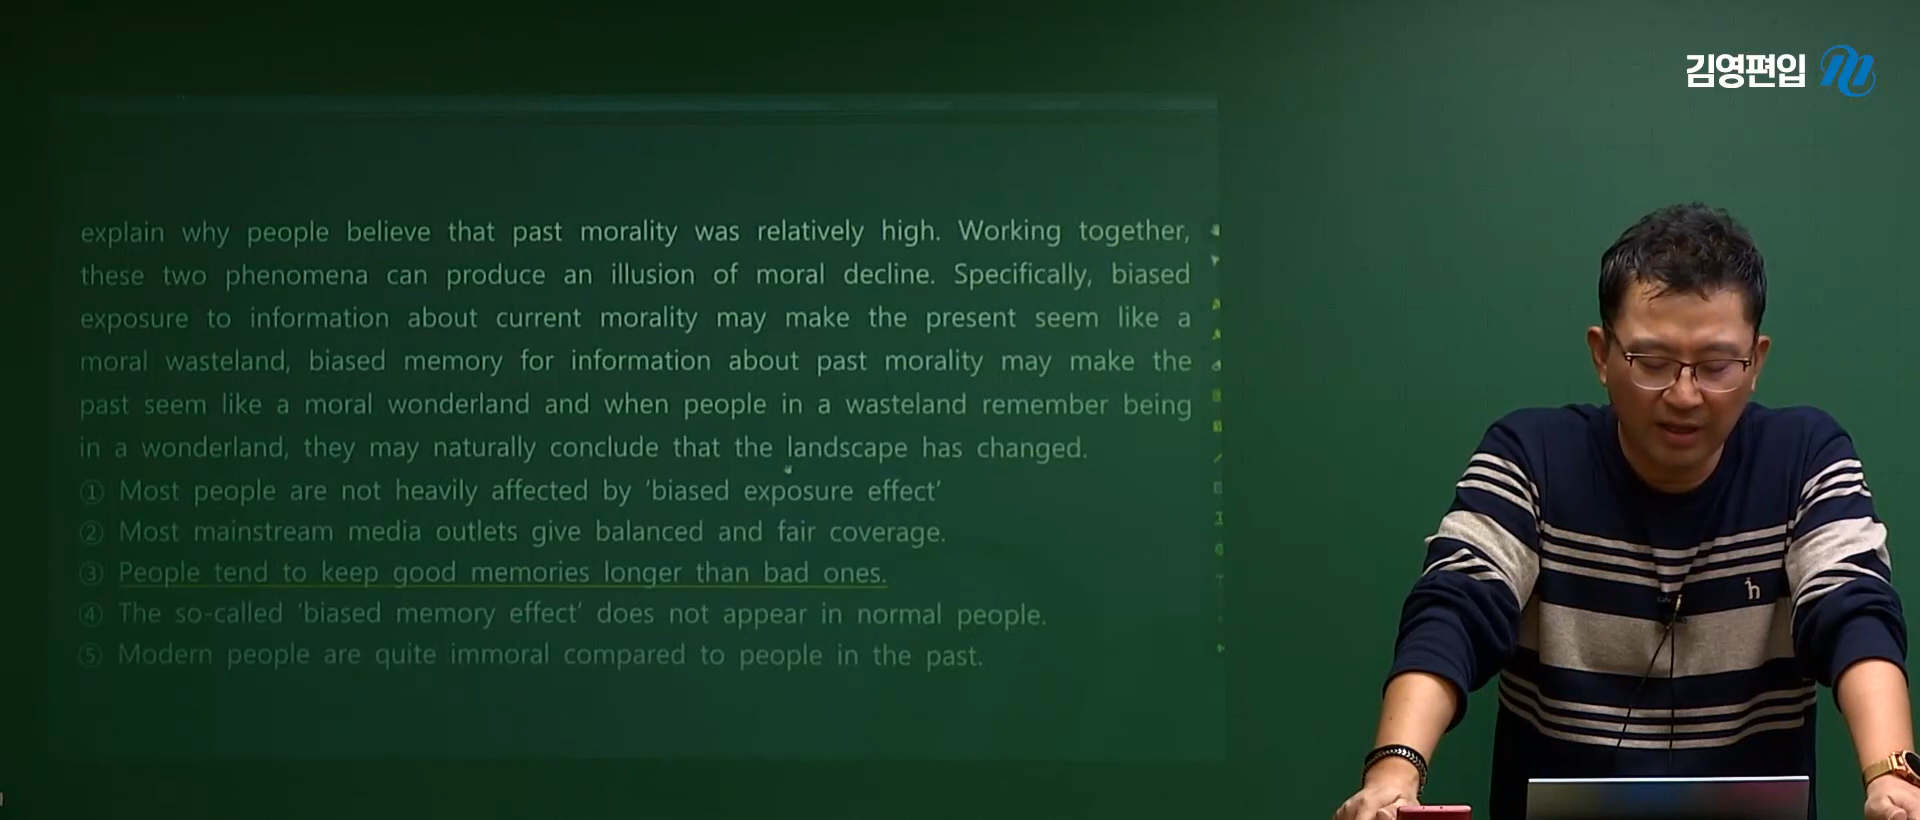 김영편입
explain why people believe that past morality was relatively high. Working together,
these two phenomena can produce an illusion of moral decline. Specifically, biased
exposure to information about current morality may make the present seem like a
moral wasteland, biased memory for information about past morality may make the
past seem like a moral wonderland and when people in a wasteland remember being
in a wonderland, they may naturally conclude that the landscape has changed.
① Most people are not heavily affected by 'biased exposure effect'
② Most mainstream media outlets give balanced and fair coverage.
③ People tend to keep good memories longer than bad ones.
④ The so-called 'biased memory effect' does not appear in normal people.
⑤ Modern people are quite immoral compared to people in the past.
h